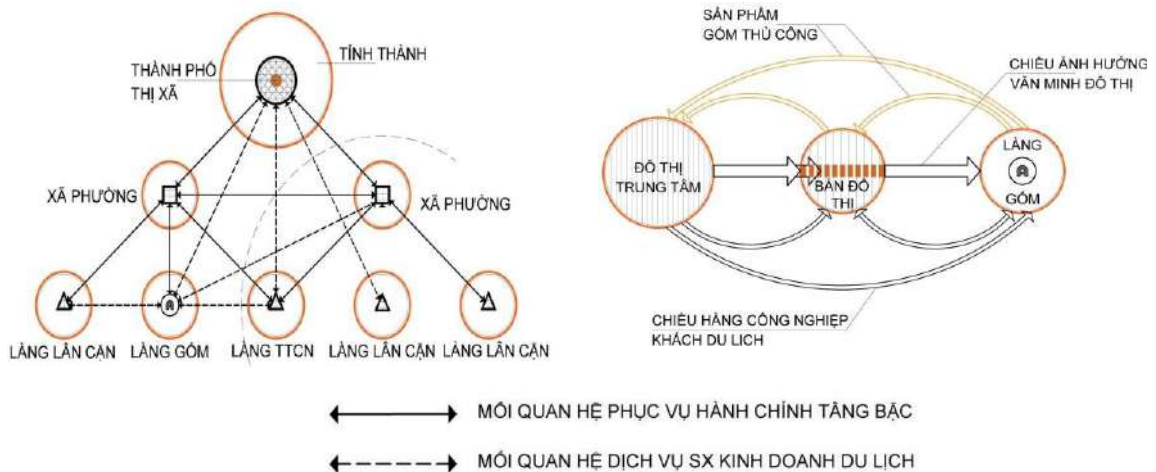 THÀNH PHỐ
THỊ XÃ
TỈNH THÀNH
XÃ PHƯỜNG
XÃ PHƯỜNG
LÀNG LÂN CẬN
LÀNG GỐM
LÀNG TTCN
LÀNG LÂN CẬN
LÀNG LÂN CẬN
SẢN PHẨM
GỐM THỦ CÔNG
CHIỀU ẢNH HƯỞNG
VĂN MINH ĐÔ THỊ
ĐÔ THỊ
TRUNG TÂM
BÁN ĐÔ
THỊ
LÀNG
GỐM
CHIỀU HÀNG CÔNG NGHIỆP
KHÁCH DU LỊCH
MỐI QUAN HỆ PHỤC VỤ HÀNH CHÍNH TẦNG BẬC
MỐI QUAN HỆ DỊCH VỤ SX KINH DOANH DU LỊCH